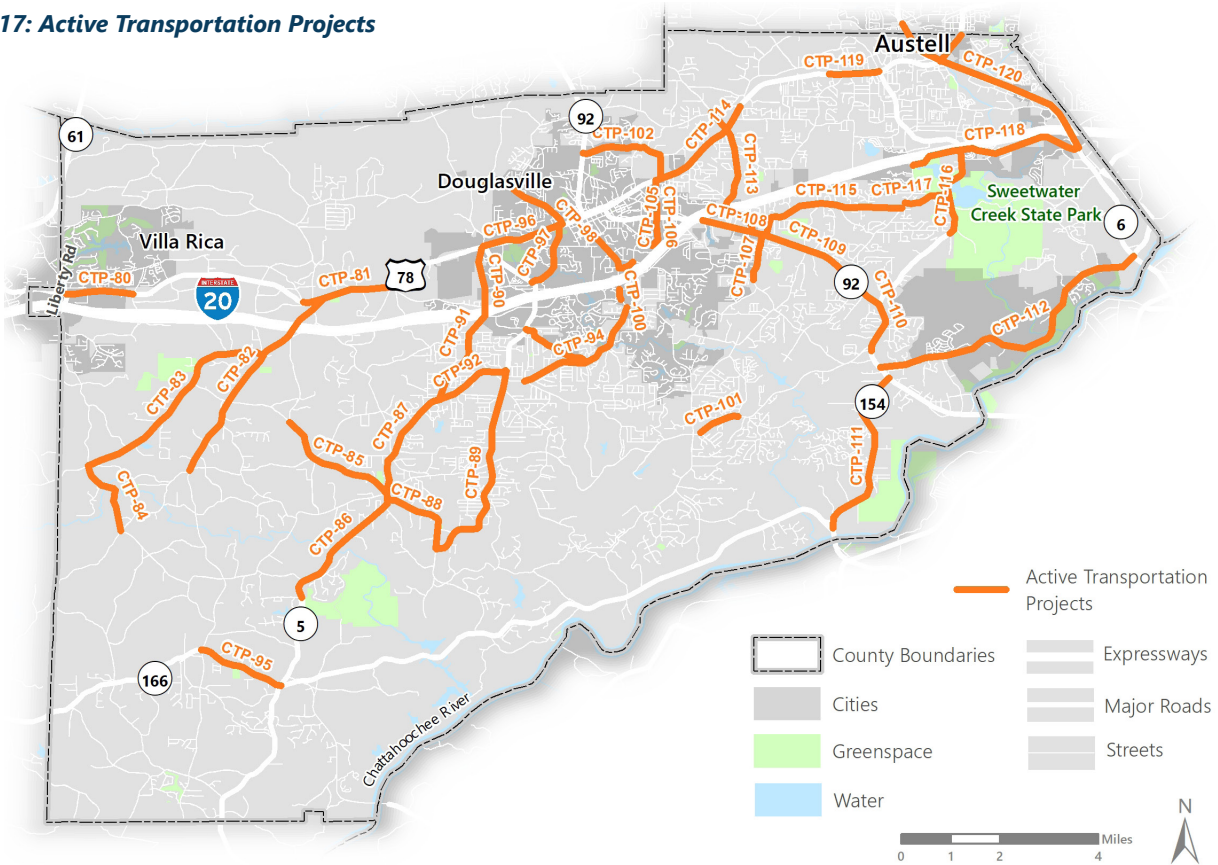 17: Active Transportation Projects
Austell
CTP-119
CTP-120
61
92
CTP-102
CTP-114
CTP-118
CTP-113
Douglasville
CTP-105
CTP-106
CTP-115
CTP-117
CTP-116
Sweetwater
Creek State Park
6
Villa Rica
CTP-96
CTP-98
CTP-97
CTP-108
CTP-109
CTP-107
Liberty Rd
CTP-80
INTERSTATE
20
CTP-81
78
CTP-90
92
CTP-110
CTP-100
CTP-112
CTP-91
CTP-94
CTP-83
CTP-82
CTP-92
154
CTP-101
CTP-87
CTP-85
CTP-89
CTP-111
CTP-84
CTP-88
CTP-86
5
CTP-95
166
Chattahoochee River
Active Transportation
Projects
County Boundaries
Expressways
Cities
Major Roads
Greenspace
Streets
Water
N
Miles
0 1 2 4